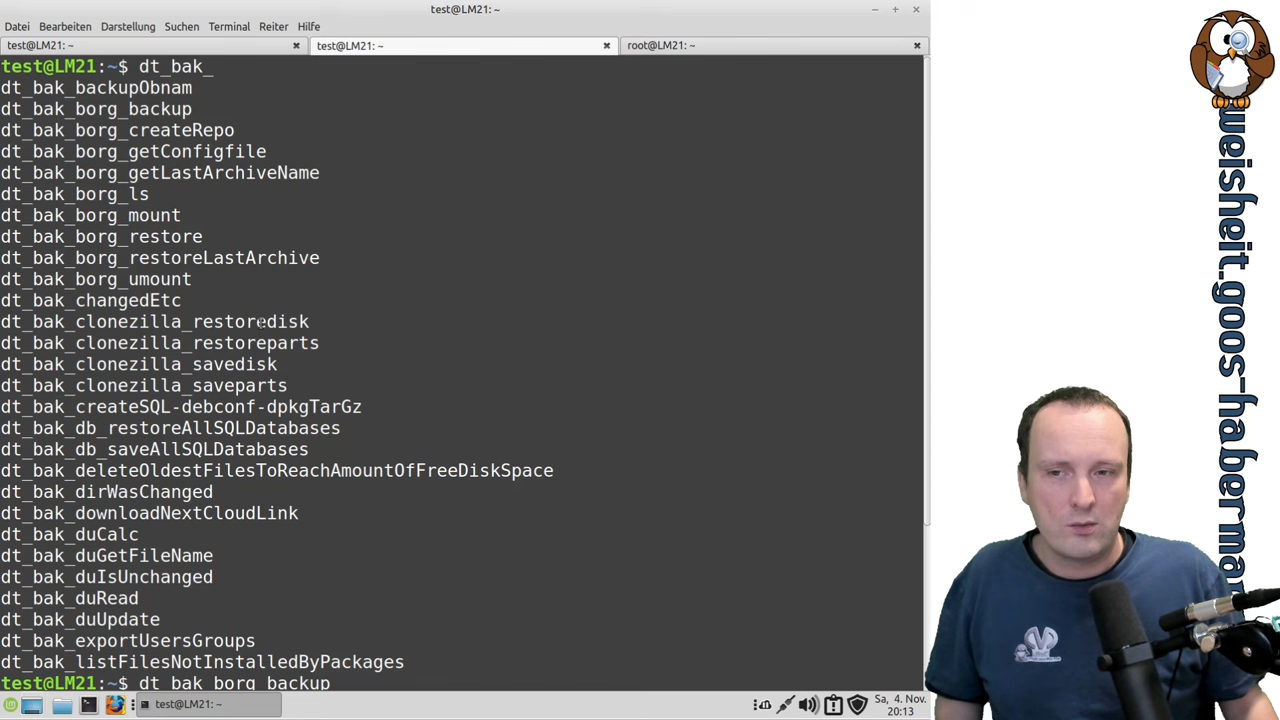 test@LM21: ~
Datei Bearbeiten Darstellung Suchen Terminal Reiter Hilfe
test@LM21: ~ test@LM21: ~ root@LM21: ~
test@LM21:~$ dt_bak_
dt_bak_backupObnam
dt_bak_borg_backup
dt_bak_borg_createRepo
dt_bak_borg_getConfigfile
dt_bak_borg_getLastArchiveName
dt_bak_borg_ls
dt_bak_borg_mount
dt_bak_borg_restore
dt_bak_borg_restoreLastArchive
dt_bak_borg_umount
dt_bak_changedEtc
dt_bak_clonezilla_restoredisk
dt_bak_clonezilla_restoreparts
dt_bak_clonezilla_savedisk
dt_bak_clonezilla_saveparts
dt_bak_createSQL-debconf-dpkgTarGz
dt_bak_db_restoreAllSQLDatabases
dt_bak_db_saveAllSQLDatabases
dt_bak_deleteOldestFilesToReachAmountOfFreeDiskSpace
dt_bak_dirWasChanged
dt_bak_downloadNextCloudLink
dt_bak_duCalc
dt_bak_duGetFileName
dt_bak_duIsUnchanged
dt_bak_duRead
dt_bak_duUpdate
dt_bak_exportUsersGroups
dt_bak_listFilesNotInstalledByPackages
test@LM21:~$ dt_bak_borg_backup
test@LM21: ~
Sa, 4. Nov.
20:13